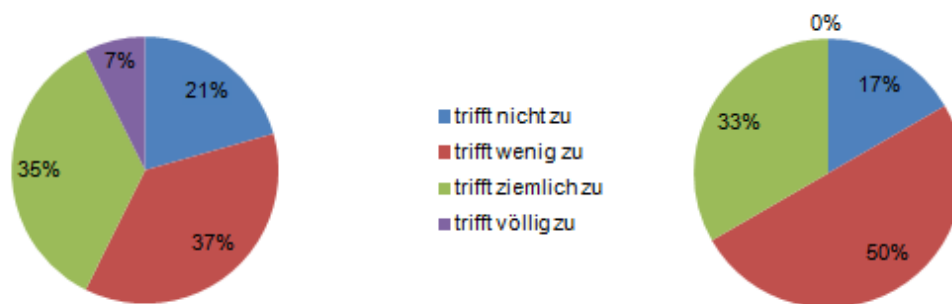 7%
21%
35%
37%
trifft nicht zu
trifft wenig zu
trifft ziemlich zu
trifft völlig zu
0%
17%
33%
50%